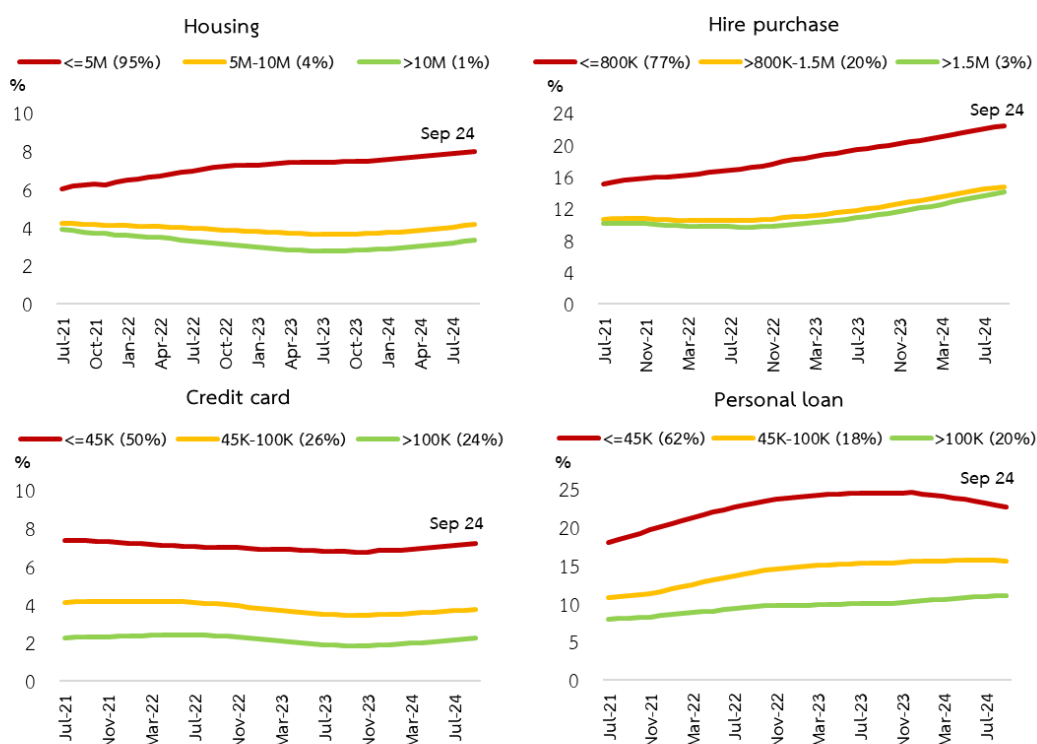 Housing
<=5M (95%) 5M-10M (4%) >10M (1%)
%
10
8
6
4
2
0
Sep 24
Jul-21 Oct-21 Jan-22 Apr-22 Jul-22 Oct-22 Jan-23 Apr-23 Jul-23 Oct-23 Jan-24 Apr-24 Jul-24
Hire purchase
<=800K (77%) >800K-1.5M (20%) >1.5M (3%)
%
24
20
16
12
8
4
0
Sep 24
Jul-21 Nov-21 Mar-22 Jul-22 Nov-22 Mar-23 Jul-23 Nov-23 Mar-24 Jul-24
Credit card
<=45K (50%) 45K-100K (26%) >100K (24%)
%
10
8
6
4
2
0
Sep 24
Jul-21 Nov-21 Mar-22 Jul-22 Nov-22 Mar-23 Jul-23 Nov-23 Mar-24 Jul-24
Personal loan
<=45K (62%) 45K-100K (18%) >100K (20%)
%
25
20
15
10
5
0
Sep 24
Jul-21 Nov-21 Mar-22 Jul-22 Nov-22 Mar-23 Jul-23 Nov-23 Mar-24 Jul-24